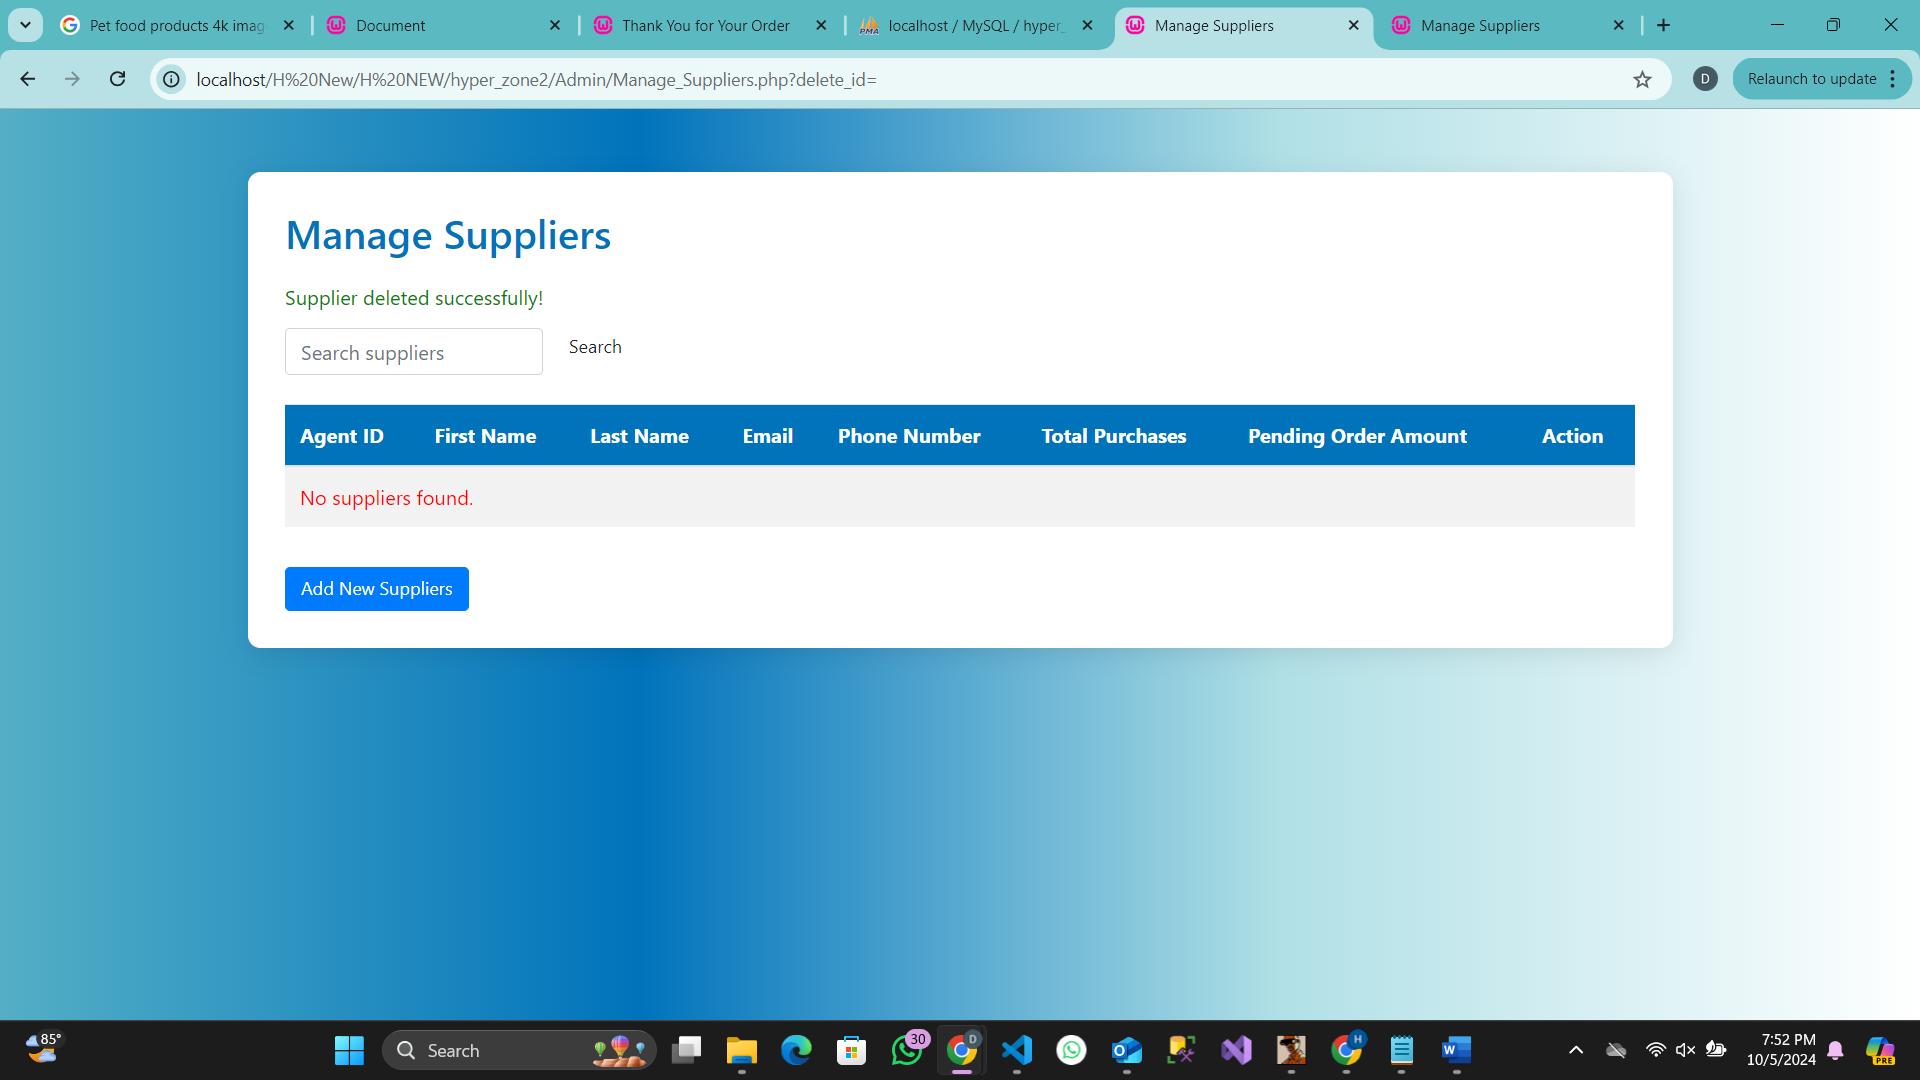 Pet food products 4k imag
Document
Thank You for Your Order
localhost / MySQL / hyper_
Manage Suppliers
Manage Suppliers
localhost/H%20New/H%20NEW/hyper_zone2/Admin/Manage_Suppliers.php?delete_id=
D
Relaunch to update
Manage Suppliers
Supplier deleted successfully!
Search suppliers
Search
Agent ID First Name Last Name Email Phone Number Total Purchases Pending Order Amount Action
No suppliers found.
Add New Suppliers
85°
Search
30
D
H
7:52 PM
10/5/2024
PRE